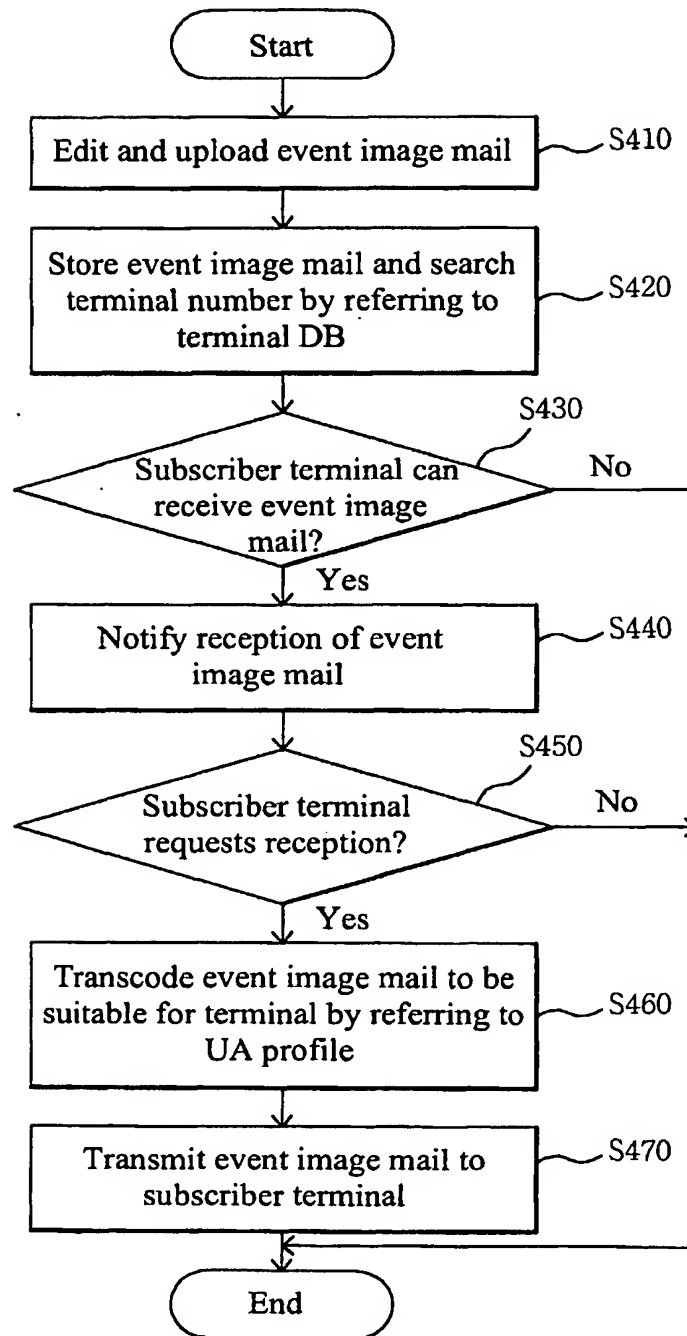 Start
Edit and upload event image mail
S410
Store event image mail and search
terminal number by referring to
terminal DB
S420
S430
Subscriber terminal can
receive event image
mail?
No
Yes
Notify reception of event
image mail
S440
S450
Subscriber terminal
requests reception?
No
Yes
Transcode event image mail to be
suitable for terminal by referring to
UA profile
S460
Transmit event image mail to
subscriber terminal
S470
End